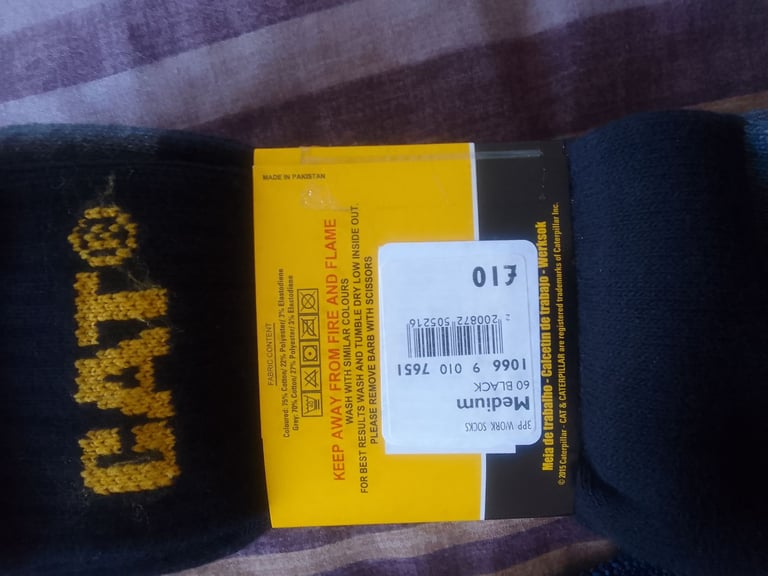 CAT®
MADE IN PAKISTAN
FABRIC CONTENT
Coloured: 75% Cotton/ 22% Polyester/ 3% Elastodiene
Grey: 70% Cotton/ 27% Polyester/ 3% Elastodiene
KEEP AWAY FROM FIRE AND FLAME
WASH WITH SIMILAR COLOURS
FOR BEST RESULTS WASH AND TUMBLE DRY LOW INSIDE OUT.
PLEASE REMOVE BARB WITH SCISSORS
3PP WORK SOCKS
Medium
60 BLACK
1066 9 010 7651
2 200872 505216
£10
Meia de trabalho - Calcetin de trabajo - Werksok
© 2015 Caterpillar - CAT & CATERPILLAR are registered trademarks of Caterpillar Inc.